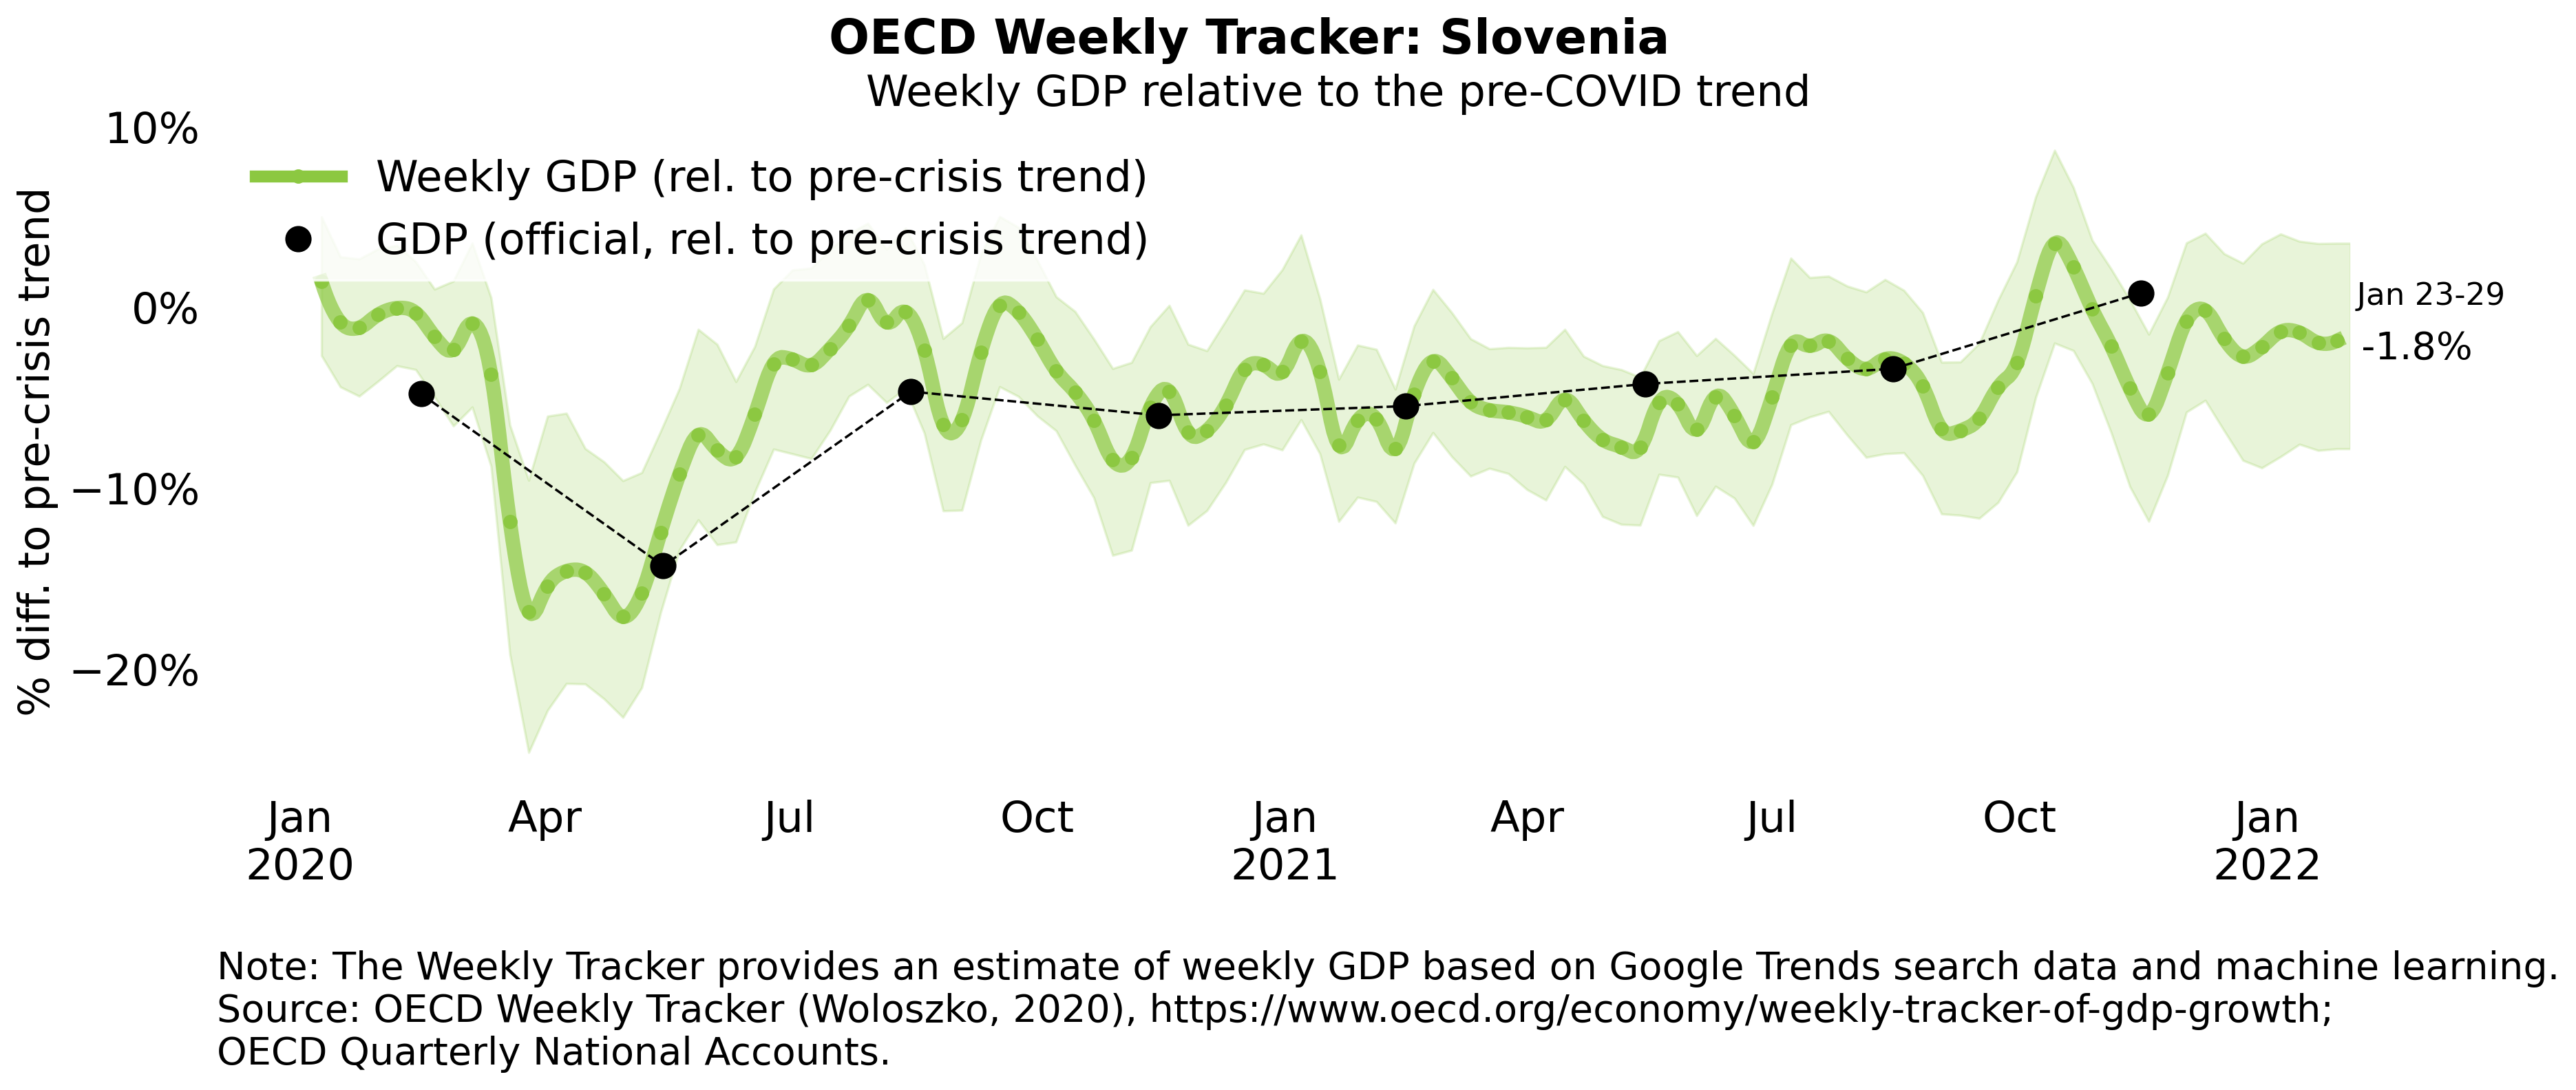 OECD Weekly Tracker: Slovenia
Weekly GDP relative to the pre-COVID trend
% diff. to pre-crisis trend
10%
0%
−10%
−20%
Weekly GDP (rel. to pre-crisis trend)
GDP (official, rel. to pre-crisis trend)
Jan 23-29
-1.8%
Jan Apr Jul Oct Jan Apr Jul Oct Jan
2020 2021 2022
Note: The Weekly Tracker provides an estimate of weekly GDP based on Google Trends search data and machine learning.
Source: OECD Weekly Tracker (Woloszko, 2020), https://www.oecd.org/economy/weekly-tracker-of-gdp-growth;
OECD Quarterly National Accounts.